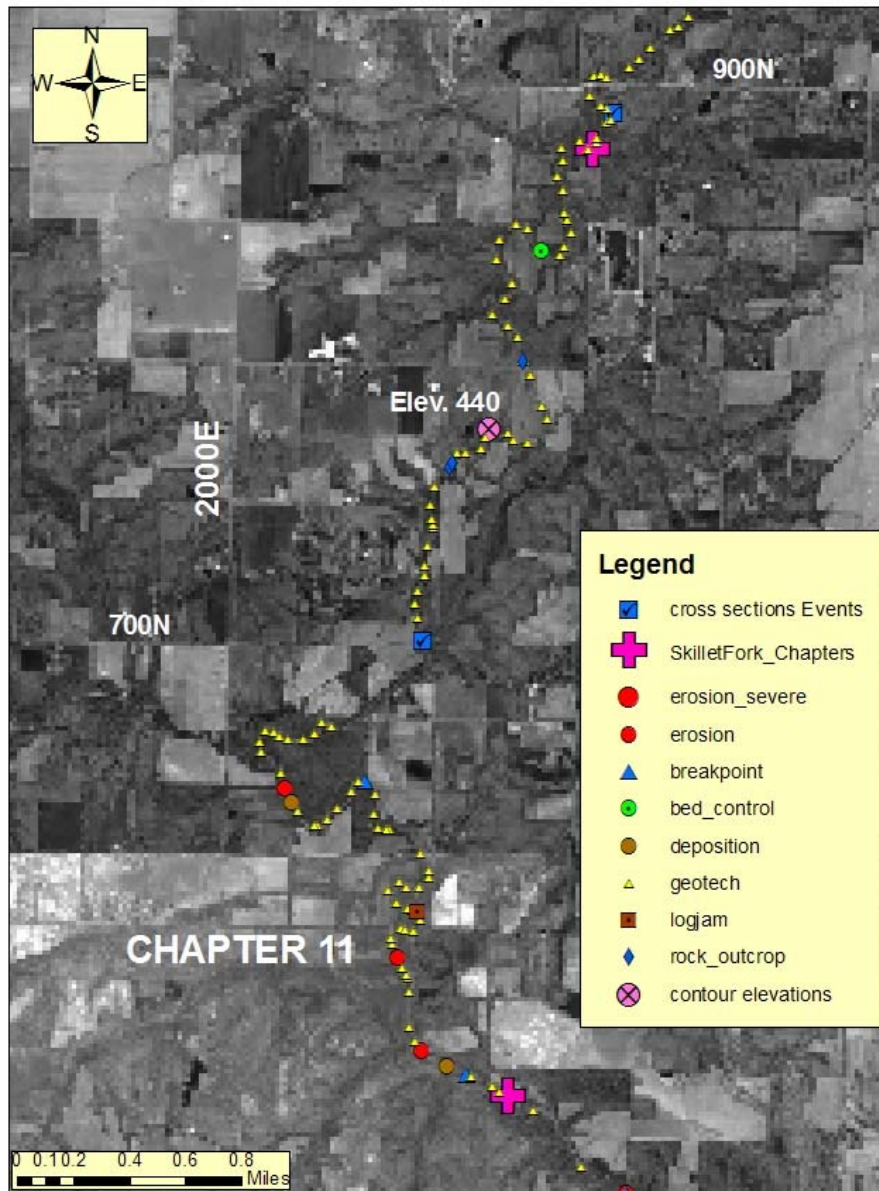 N
W E
S
900N
Elev. 440
2000E
700N
CHAPTER 11
Legend
cross sections Events
SkilletFork_Chapters
erosion_severe
erosion
breakpoint
bed_control
deposition
geotech
logjam
rock_outcrop
contour elevations
0 0.1 0.2 0.4 0.6 0.8
Miles